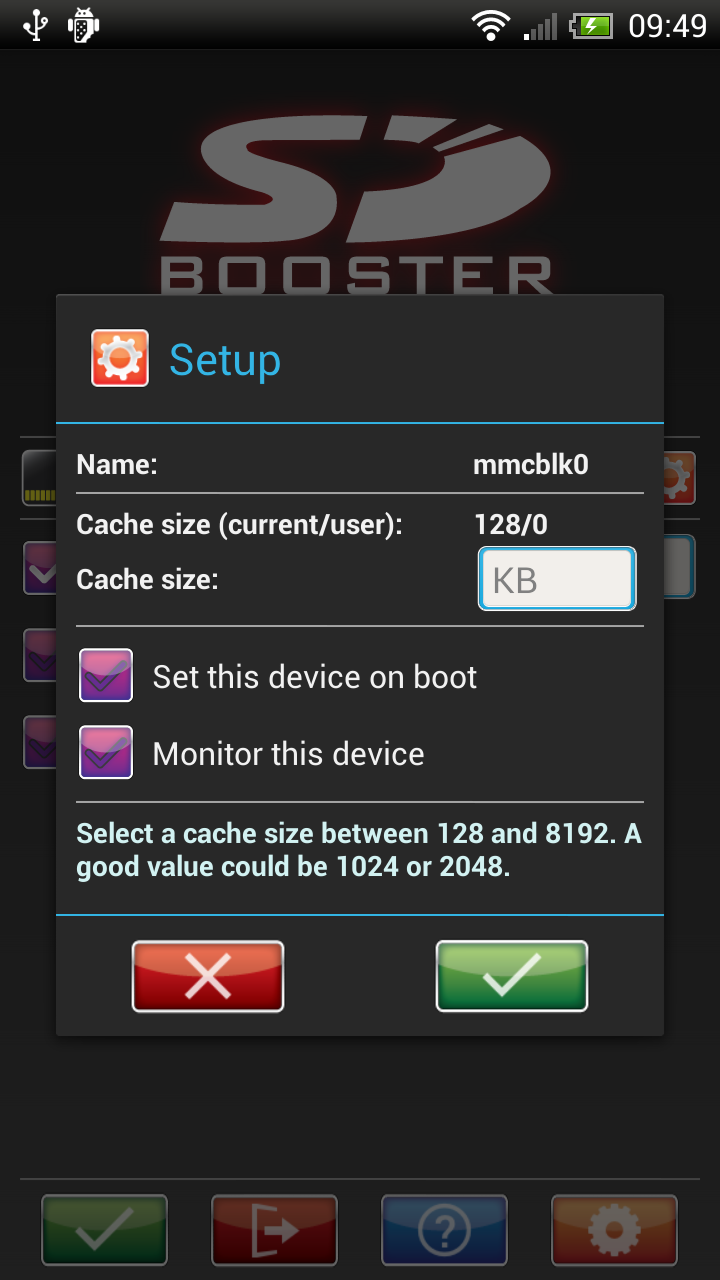 09:49
SD
BOOSTER
Setup
Name: mmcblk0
Cache size (current/user): 128/0
Cache size: KB
Set this device on boot
Monitor this device
Select a cache size between 128 and 8192. A
good value could be 1024 or 2048.